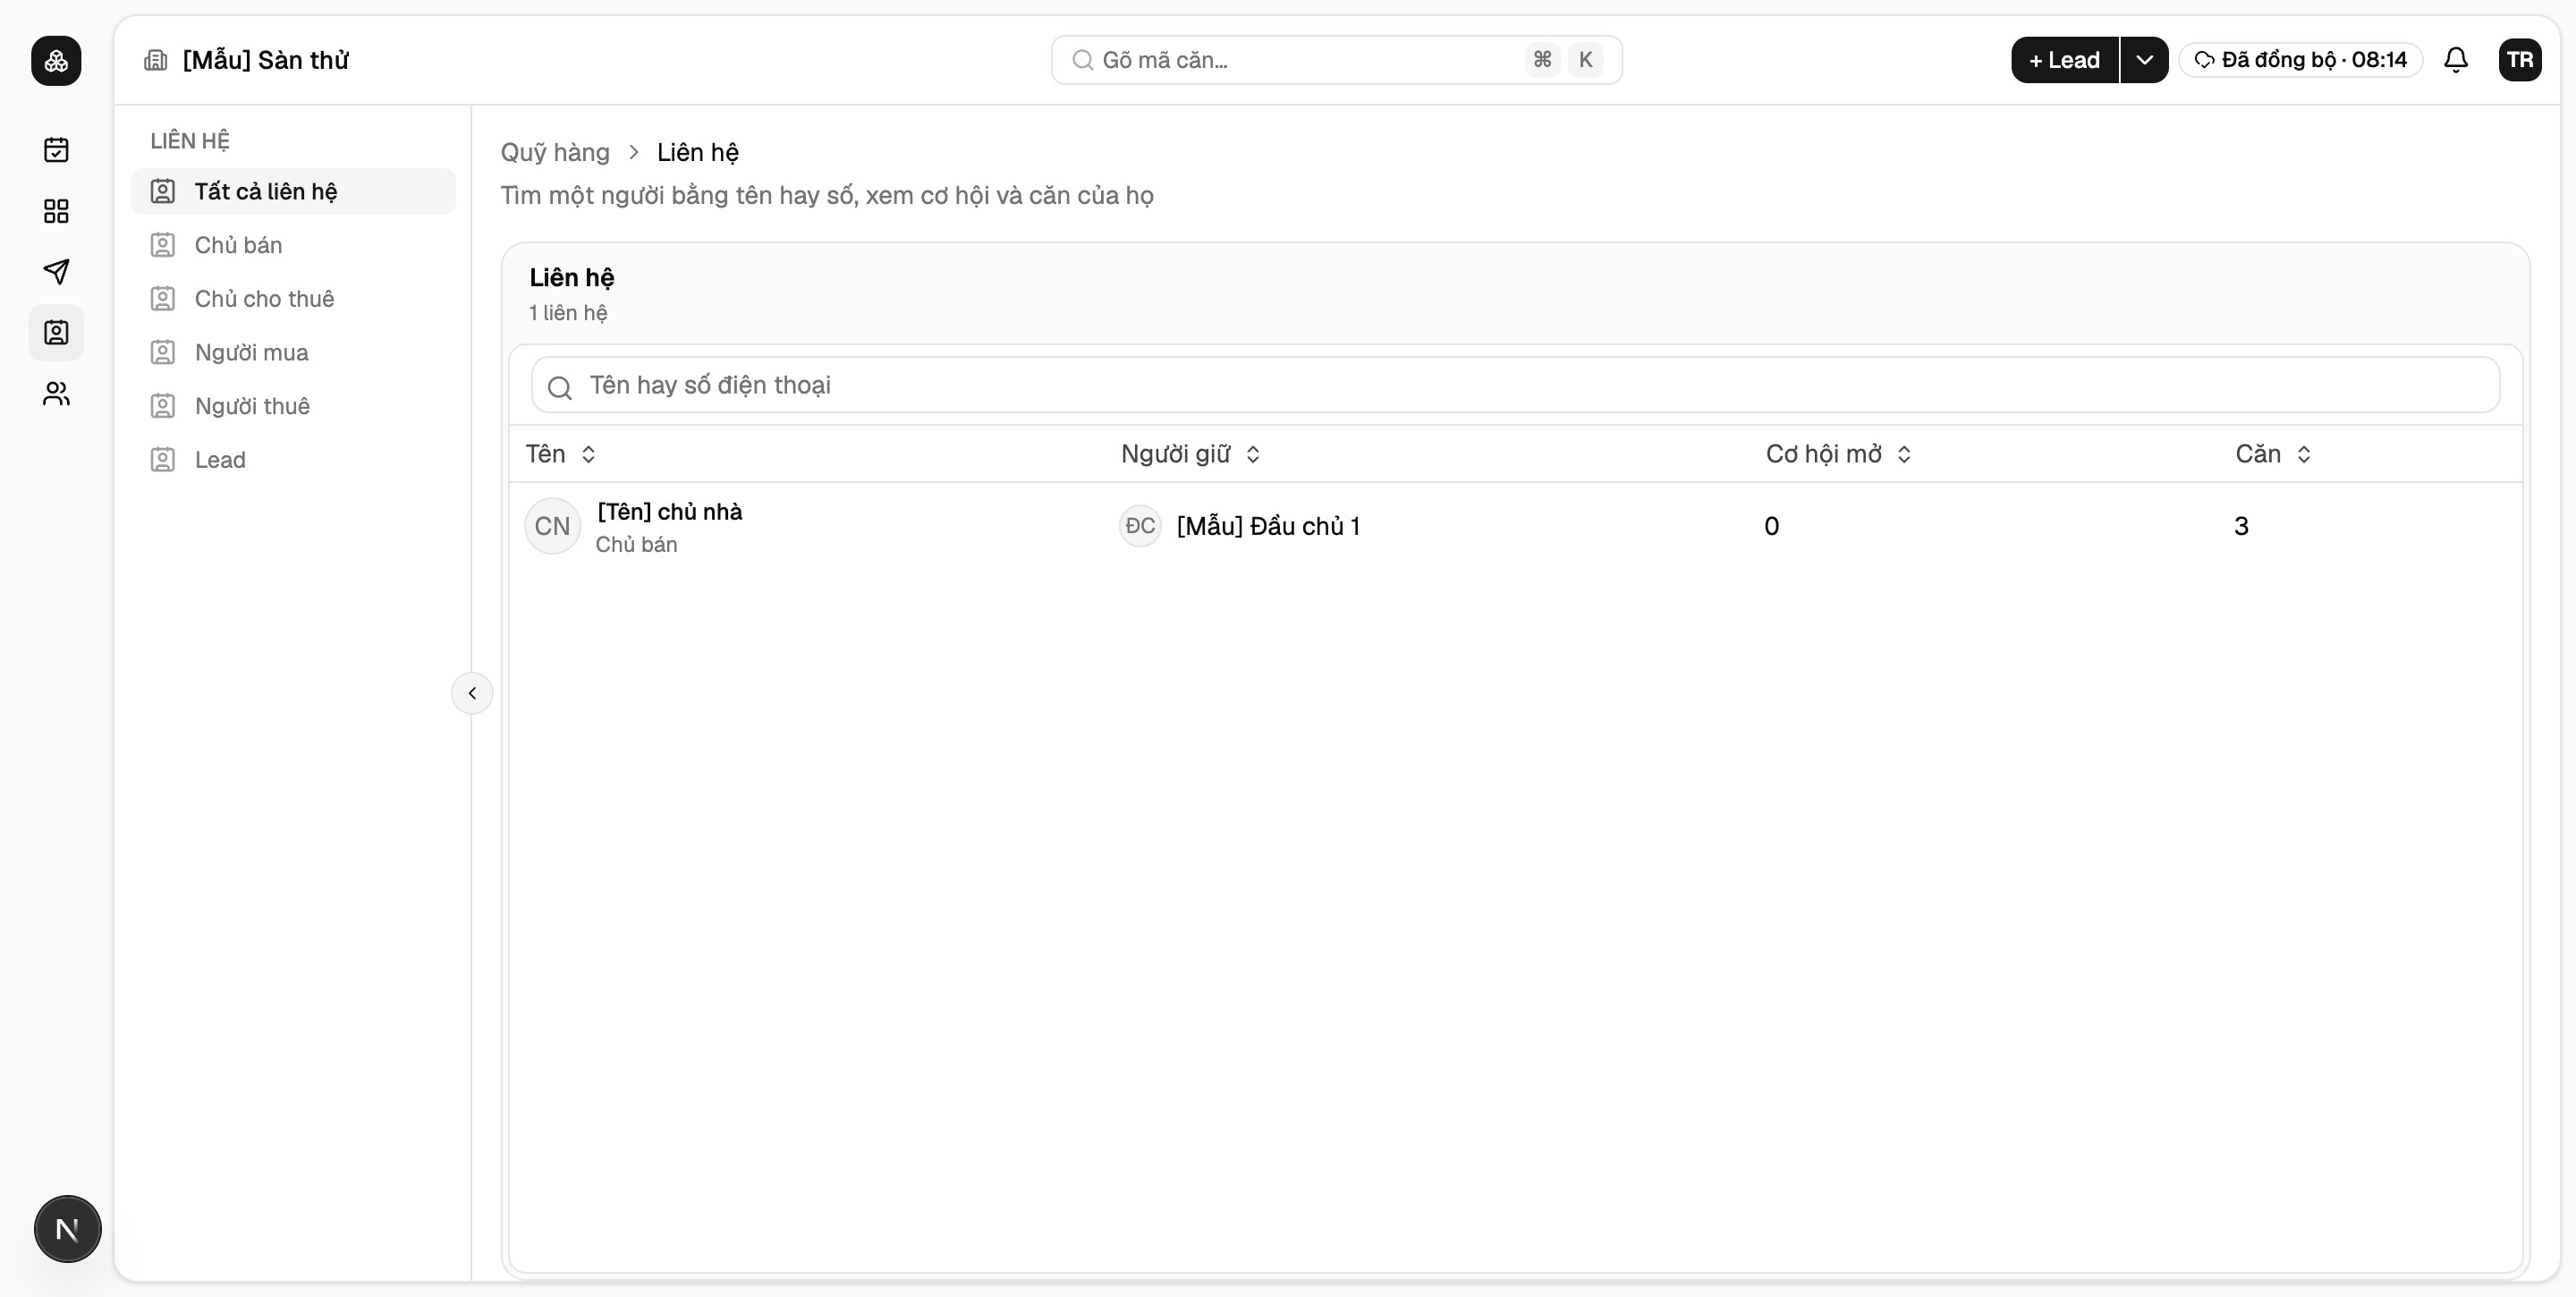 [Mẫu] Sàn thử
Gõ mã căn...
⌘ K
+ Lead
Đã đồng bộ · 08:14
TR
LIÊN HỆ
Tất cả liên hệ
Chủ bán
Chủ cho thuê
Người mua
Người thuê
Lead
Quỹ hàng > Liên hệ
Tìm một người bằng tên hay số, xem cơ hội và căn của họ
Liên hệ
1 liên hệ
Tên hay số điện thoại
Tên Người giữ Cơ hội mở Căn
CN [Tên] chủ nhà
Chủ bán
ĐC [Mẫu] Đầu chủ 1
0
3
N